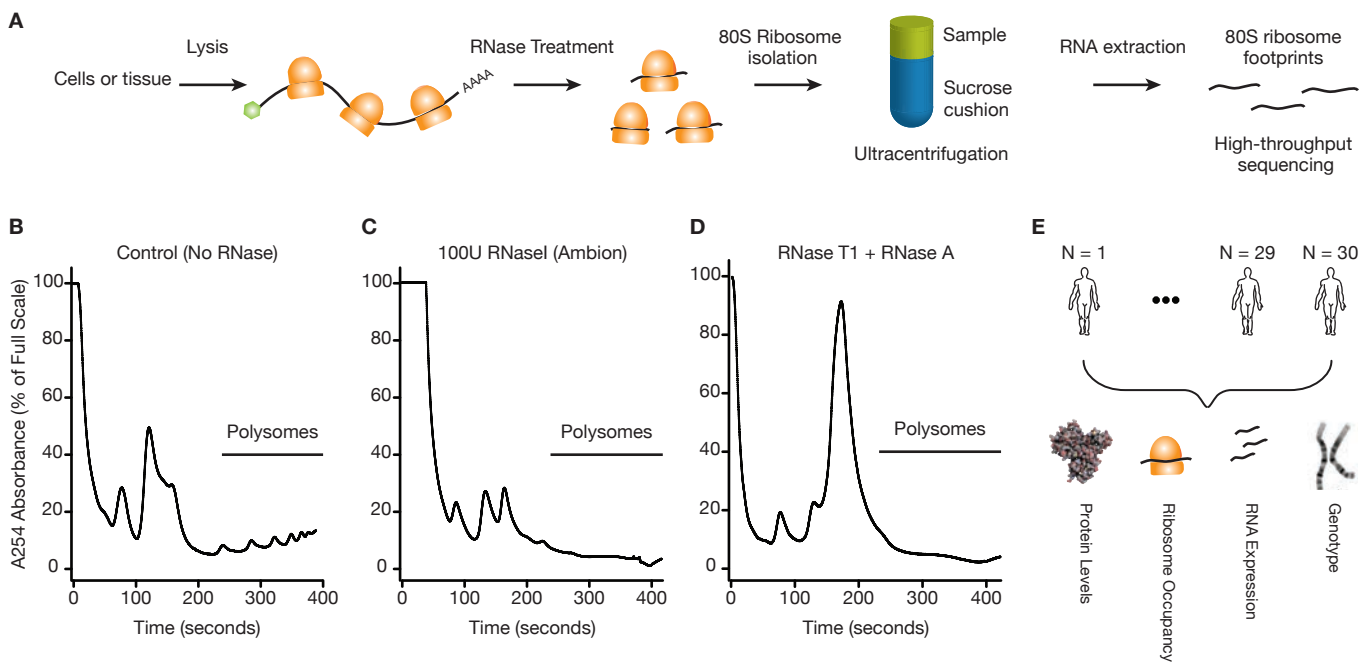 A
Cells or tissue
Lysis
AAAA
RNase Treatment
80S Ribosome
isolation
Sample
Sucrose
cushion
Ultracentrifugation
RNA extraction
80S ribosome
footprints
High-throughput
sequencing
B
Control (No RNase)
A254 Absorbance (% of Full Scale)
100
80
60
40
20
0
Polysomes
0 100 200 300 400
Time (seconds)
C
100U RNaseI (Ambion)
100
80
60
40
20
0
Polysomes
0 100 200 300 400
Time (seconds)
D
RNase T1 + RNase A
100
80
60
40
20
0
Polysomes
0 100 200 300 400
Time (seconds)
E
N = 1
N = 29
N = 30
Protein Levels
Ribosome Occupancy
RNA Expression
Genotype